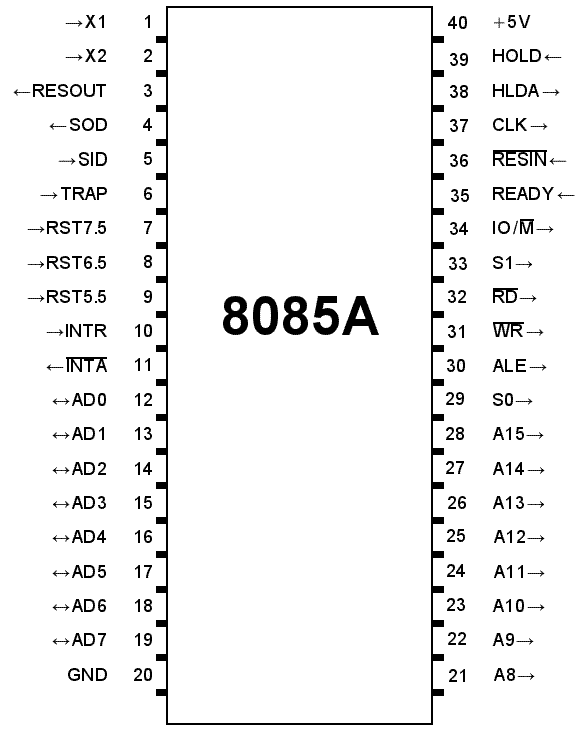 →X1 1 40 +5V
→X2 2 39 HOLD←
←RESOUT 3 38 HLDA→
←SOD 4 37 CLK→
→SID 5 36 R̅E̅S̅I̅N̅←
→TRAP 6 35 READY←
→RST7.5 7 34 IO/M̅→
→RST6.5 8 33 S1→
→RST5.5 9 32 R̅D̅→
8085A
→INTR 10 31 W̅R̅→
←I̅N̅T̅A̅ 11 30 ALE→
↔AD0 12 29 S0→
↔AD1 13 28 A15→
↔AD2 14 27 A14→
↔AD3 15 26 A13→
↔AD4 16 25 A12→
↔AD5 17 24 A11→
↔AD6 18 23 A10→
↔AD7 19 22 A9→
GND 20 21 A8→